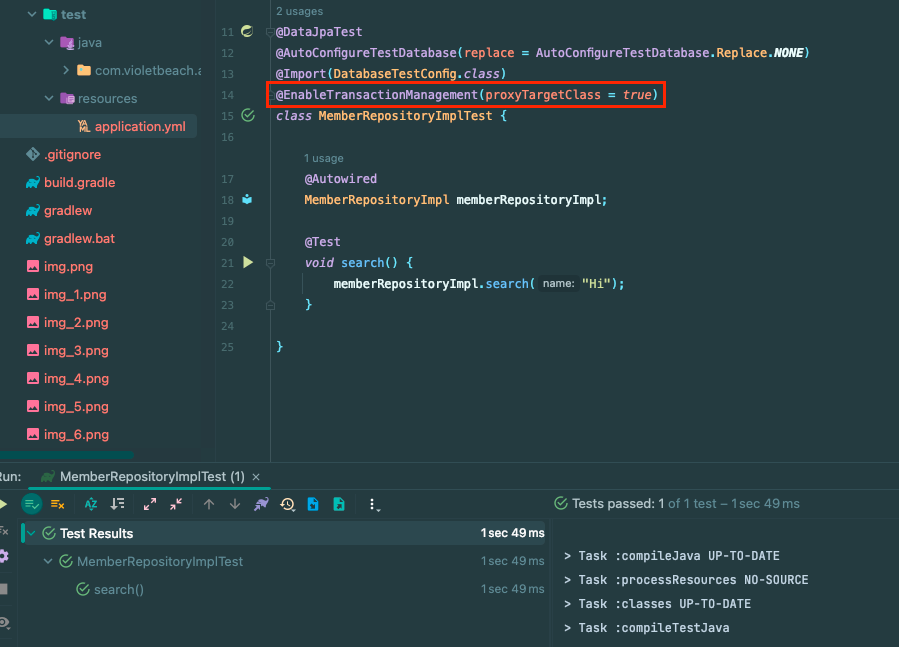 test
java
com.violetbeach.a
resources
application.yml
.gitignore
build.gradle
gradlew
gradlew.bat
img.png
img_1.png
img_2.png
img_3.png
img_4.png
img_5.png
img_6.png
2 usages
11 @DataJpaTest
12 @AutoConfigureTestDatabase(replace = AutoConfigureTestDatabase.Replace.NONE)
13 @Import(DatabaseTestConfig.class)
14 @EnableTransactionManagement(proxyTargetClass = true)
15 class MemberRepositoryImplTest {
16
1 usage
17 @Autowired
18 MemberRepositoryImpl memberRepositoryImpl;
19
20 @Test
21 void search() {
22 memberRepositoryImpl.search( name: "Hi");
23 }
24
25 }
Run: MemberRepositoryImplTest (1) ×
Tests passed: 1 of 1 test – 1 sec 49 ms
Test Results 1 sec 49 ms
MemberRepositoryImplTest 1 sec 49 ms
search() 1 sec 49 ms
> Task :compileJava UP-TO-DATE
> Task :processResources NO-SOURCE
> Task :classes UP-TO-DATE
> Task :compileTestJava